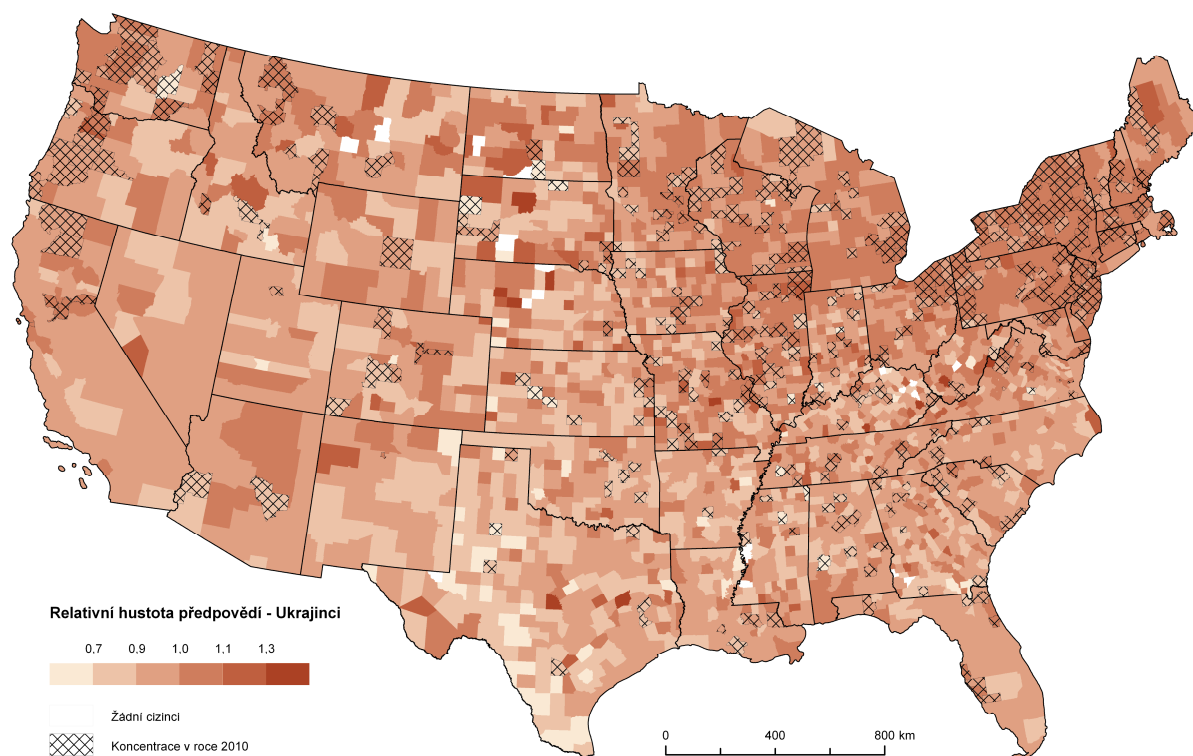 Relativní hustota předpovědí - Ukrajinci
0,7 0,9 1,0 1,1 1,3
Žádní cizinci
Koncentrace v roce 2010
0 400 800 km